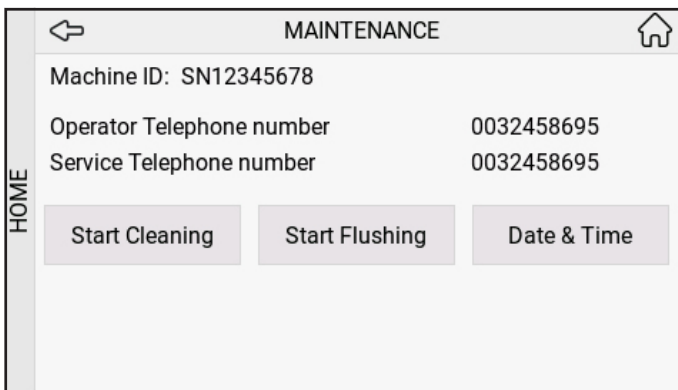 MAINTENANCE
HOME
Machine ID: SN12345678
Operator Telephone number 0032458695
Service Telephone number 0032458695
Start Cleaning Start Flushing Date & Time